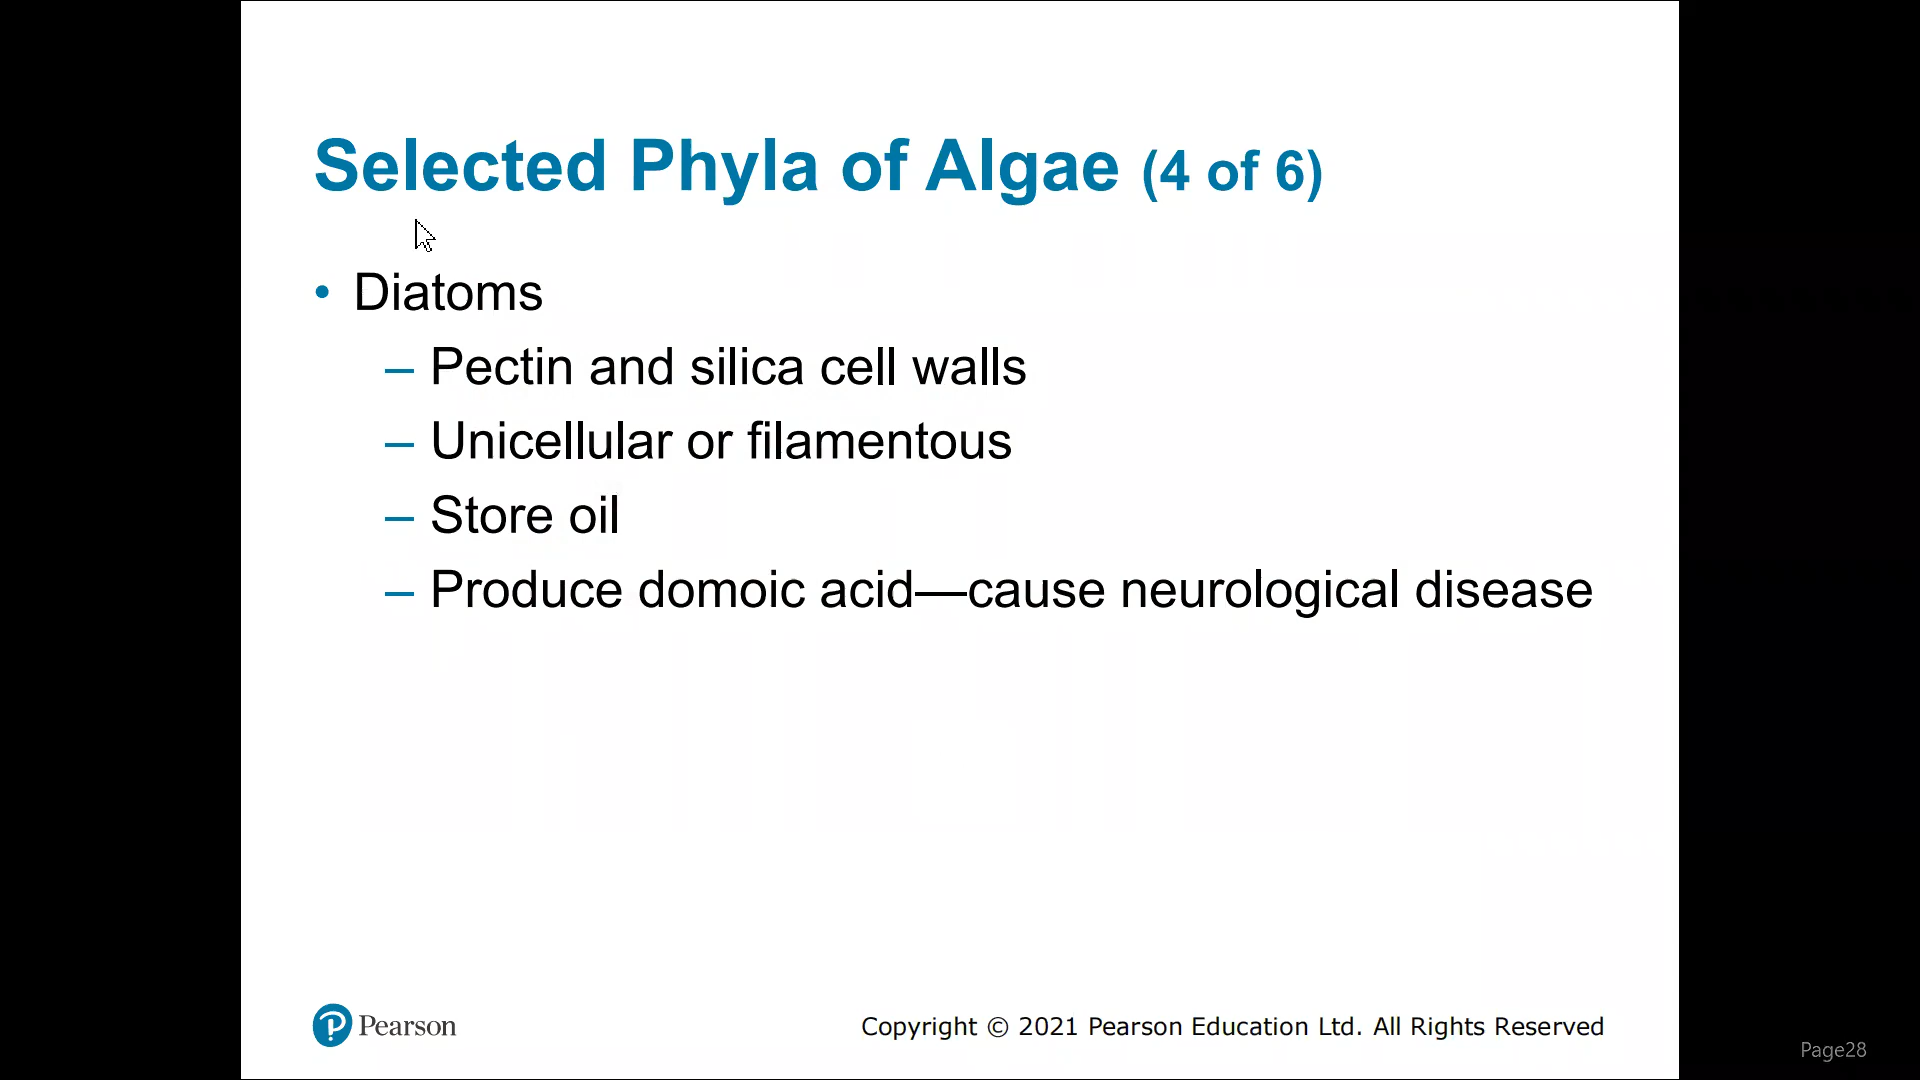 Selected Phyla of Algae (4 of 6)
• Diatoms
– Pectin and silica cell walls
– Unicellular or filamentous
– Store oil
– Produce domoic acid—cause neurological disease
Pearson
Copyright © 2021 Pearson Education Ltd. All Rights Reserved
Page28